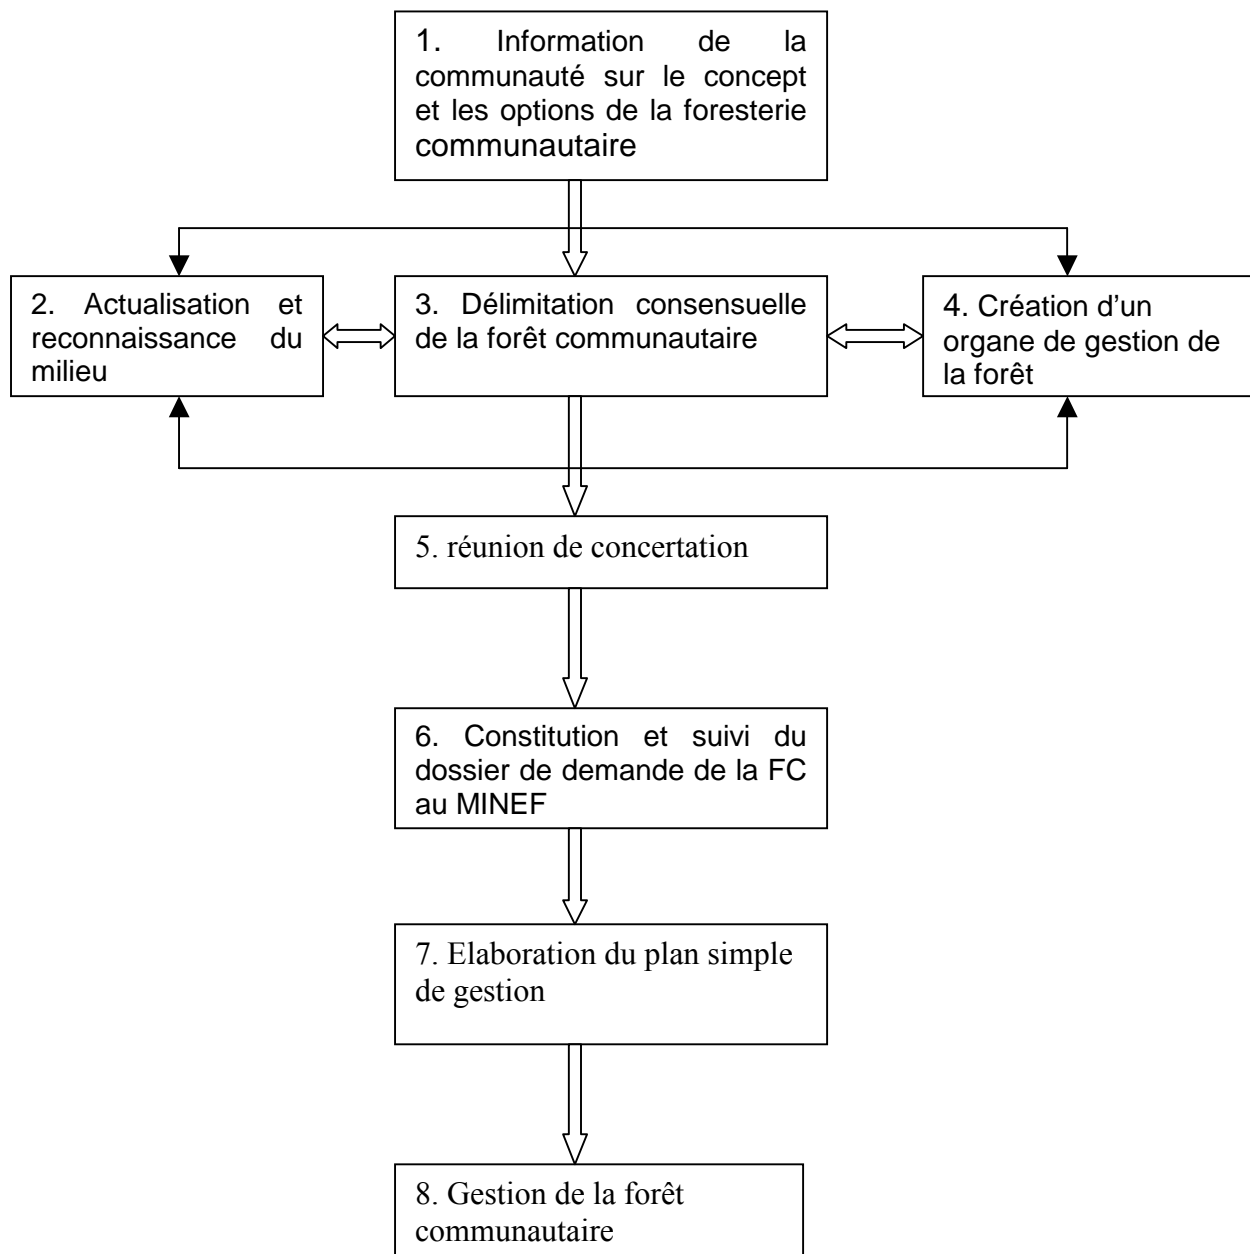 1. Information de la
communauté sur le concept
et les options de la foresterie
communautaire
2. Actualisation et
reconnaissance du
milieu
3. Délimitation consensuelle
de la forêt communautaire
4. Création d’un
organe de gestion de
la forêt
5. réunion de concertation
6. Constitution et suivi du
dossier de demande de la FC
au MINEF
7. Elaboration du plan simple
de gestion
8. Gestion de la forêt
communautaire